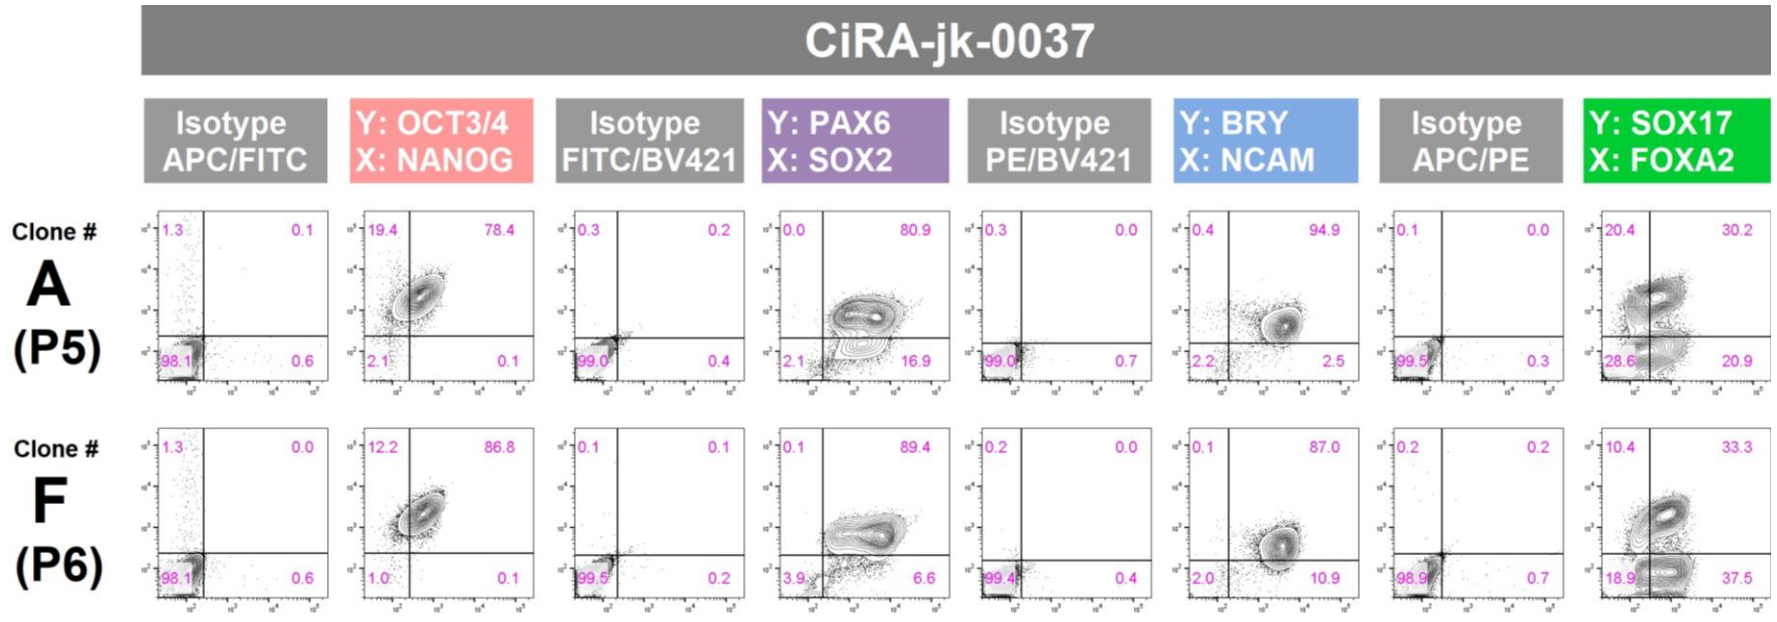 CiRA-jk-0037
Isotype
APC/FITC
Y: OCT3/4
X: NANOG
Isotype
FITC/BV421
Y: PAX6
X: SOX2
Isotype
PE/BV421
Y: BRY
X: NCAM
Isotype
APC/PE
Y: SOX17
X: FOXA2
Clone #
A
(P5)
1.3 0.1
98.1 0.6
19.4 78.4
2.1 0.1
0.3 0.2
99.0 0.4
0.0 80.9
2.1 16.9
0.3 0.0
99.0 0.7
0.4 94.9
2.2 2.5
0.1 0.0
99.5 0.3
20.4 30.2
28.6 20.9
Clone #
F
(P6)
1.3 0.0
98.1 0.6
12.2 86.8
1.0 0.1
0.1 0.1
99.5 0.2
0.1 89.4
3.9 6.6
0.2 0.0
99.4 0.4
0.1 87.0
2.0 10.9
0.2 0.2
98.9 0.7
10.4 33.3
18.9 37.5